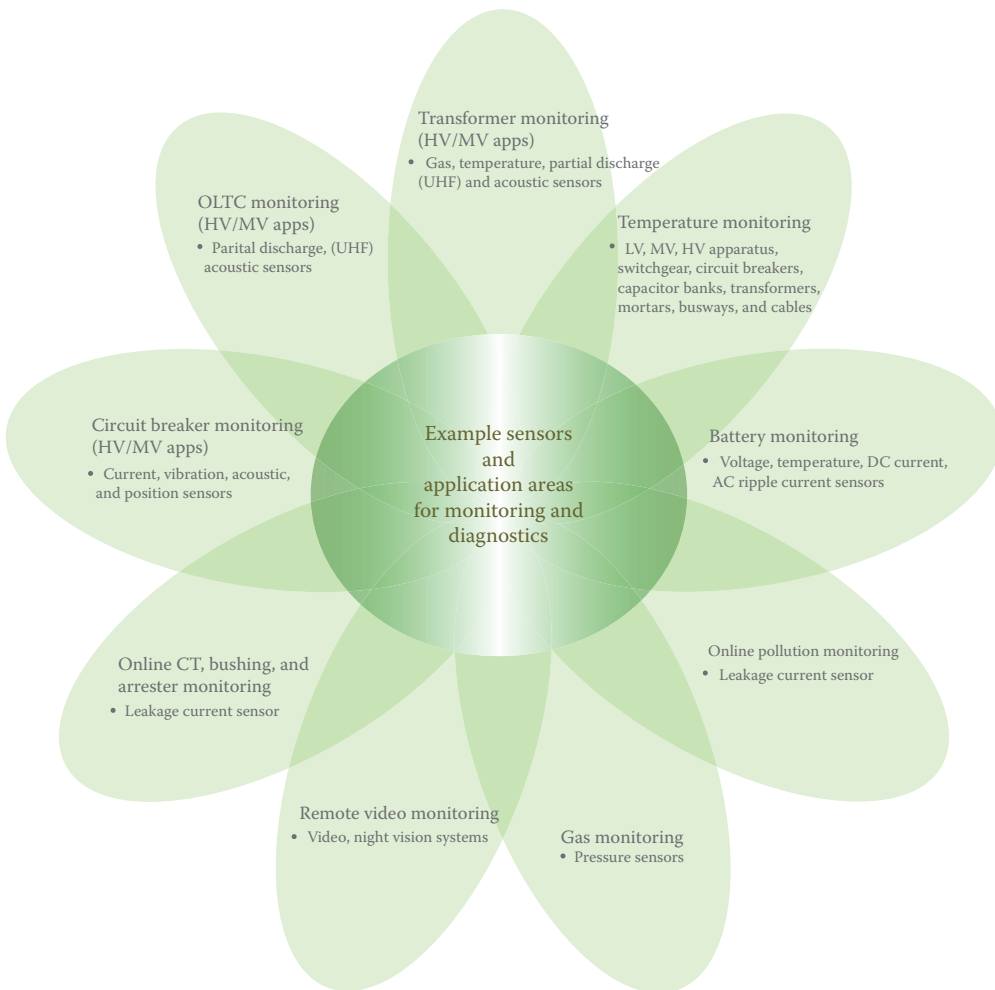 Transformer monitoring
(HV/MV apps)
• Gas, temperature, partial discharge
(UHF) and acoustic sensors
OLTC monitoring
(HV/MV apps)
• Parital discharge, (UHF)
acoustic sensors
Temperature monitoring
• LV, MV, HV apparatus,
switchgear, circuit breakers,
capacitor banks, transformers,
mortars, busways, and cables
Circuit breaker monitoring
(HV/MV apps)
• Current, vibration, acoustic,
and position sensors
Example sensors
and
application areas
for monitoring and
diagnostics
Battery monitoring
• Voltage, temperature, DC current,
AC ripple current sensors
Online CT, bushing, and
arrester monitoring
• Leakage current sensor
Online pollution monitoring
• Leakage current sensor
Remote video monitoring
• Video, night vision systems
Gas monitoring
• Pressure sensors